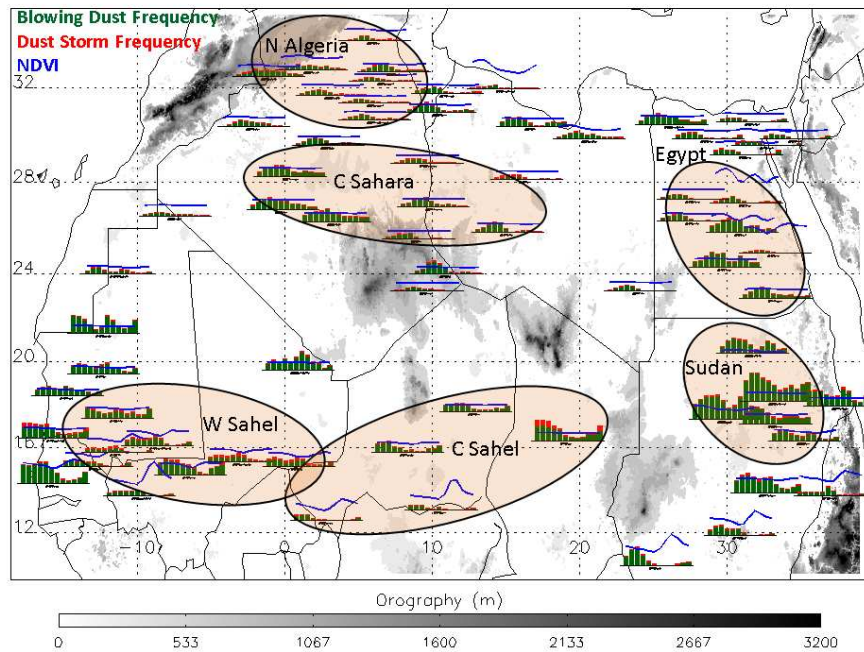 Blowing Dust Frequency
Dust Storm Frequency
NDVI
N Algeria
32
Egypt
28
C Sahara
24
20
Sudan
W Sahel
C Sahel
16
12
-10
0
10
20
30
Orography (m)
0 533 1067 1600 2133 2667 3200